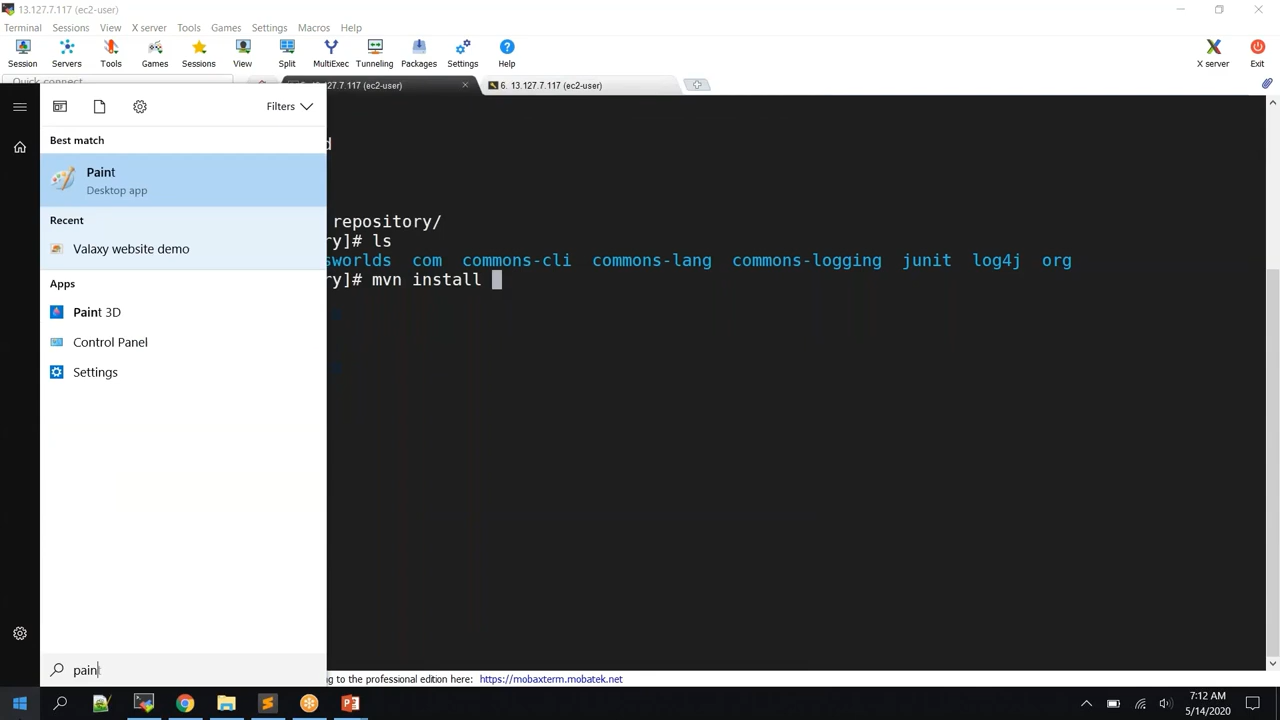 13.127.7.117 (ec2-user)
Terminal Sessions View X server Tools Games Settings Macros Help
Session Servers Tools Games Sessions View Split MultiExec Tunneling Packages Settings Help X server Exit
Quick connect...
27.7.117 (ec2-user)
6. 13.127.7.117 (ec2-user)
Filters
Best match
Paint
Desktop app
Recent
Valaxy website demo
Apps
Paint 3D
Control Panel
Settings
pain
d
repository/
ry]# ls
sworlds com commons-cli commons-lang commons-logging junit log4j org
ry]# mvn install
g to the professional edition here: https://mobaxterm.mobatek.net
7:12 AM
5/14/2020